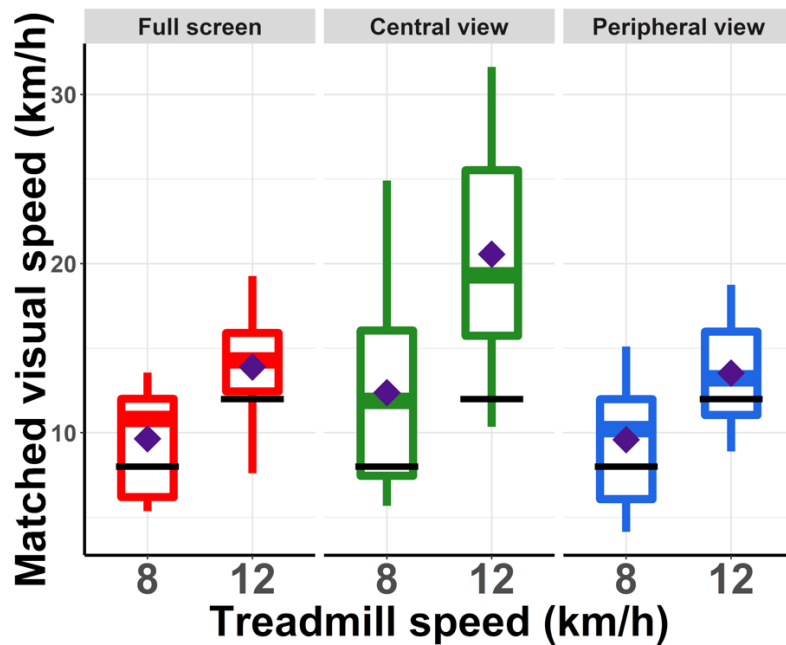 Full screen
Central view
Peripheral view
Matched visual speed (km/h)
30
20
10
8
12
8
12
8
12
Treadmill speed (km/h)